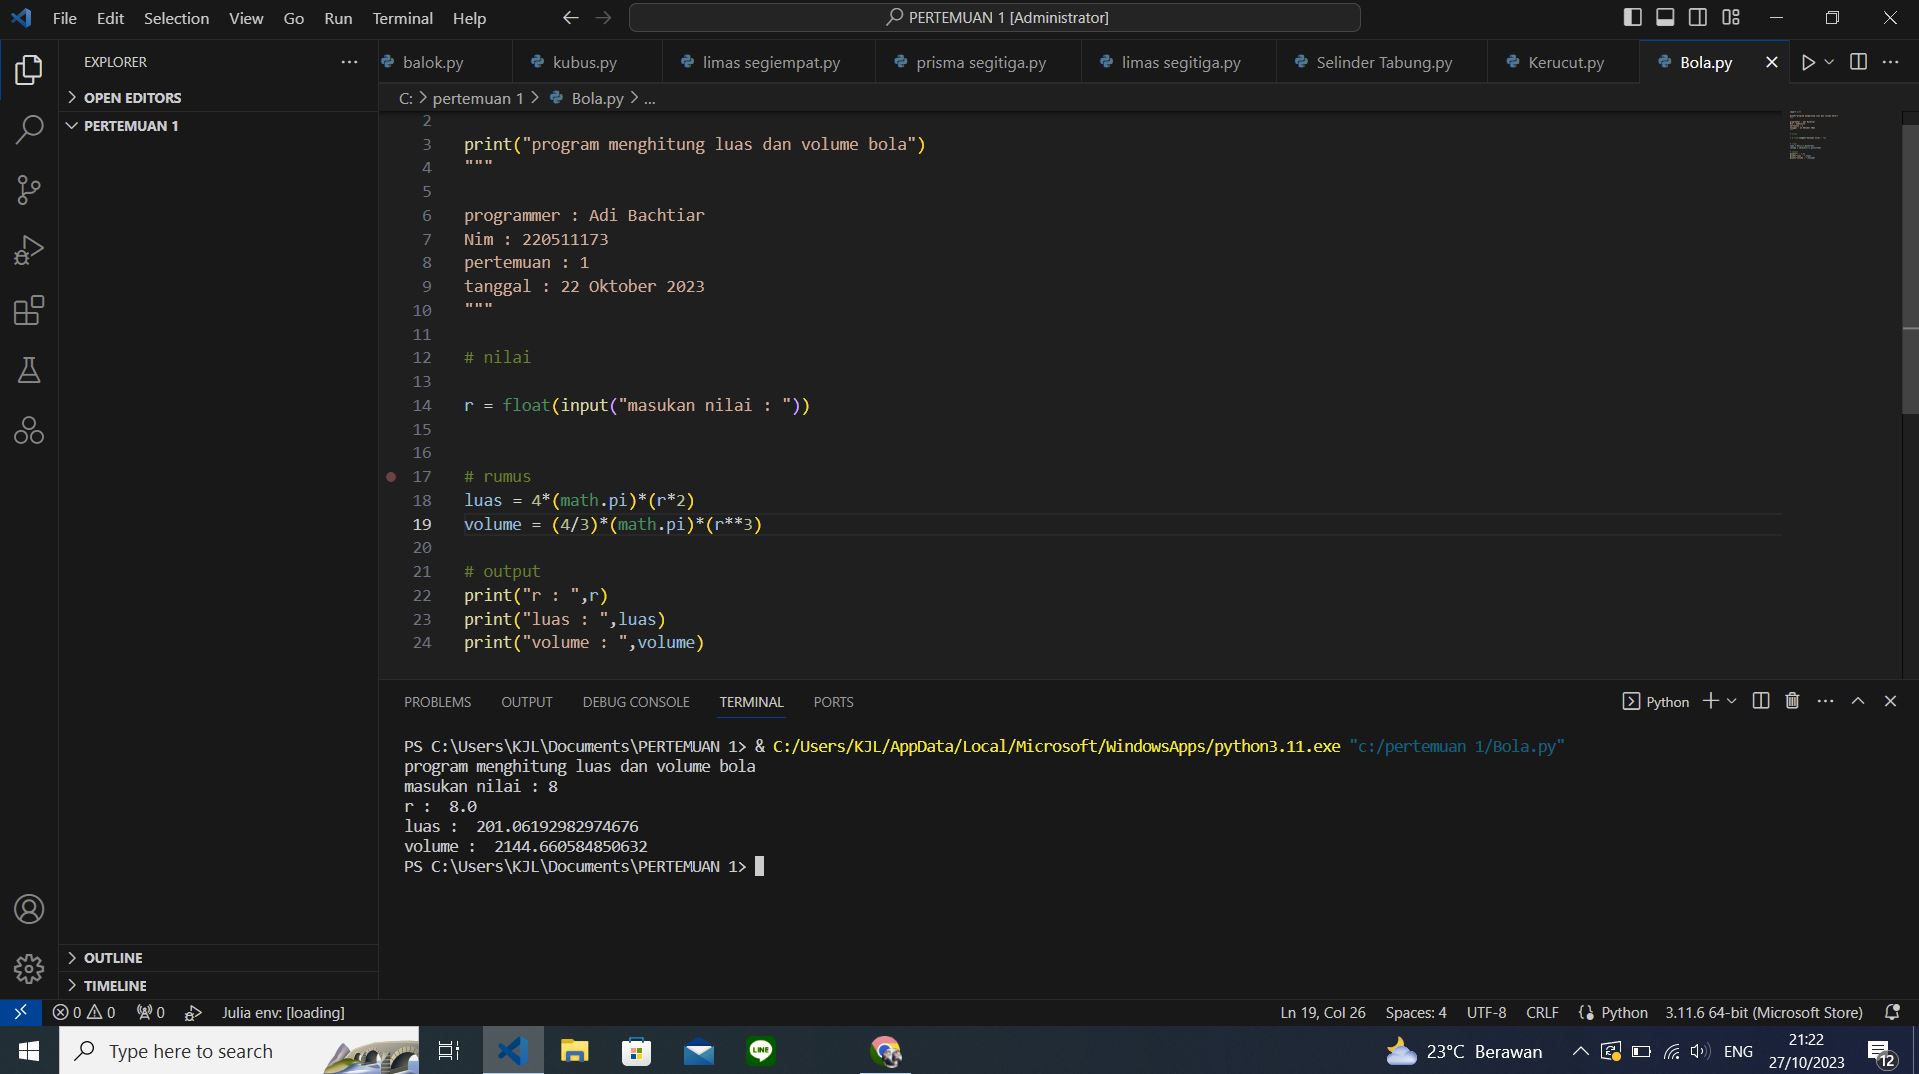 File Edit Selection View Go Run Terminal Help
PERTEMUAN 1 [Administrator]
EXPLORER
balok.py kubus.py limas segiempat.py prisma segitiga.py limas segitiga.py Selinder Tabung.py Kerucut.py Bola.py
OPEN EDITORS
C: > pertemuan 1 > Bola.py > ...
PERTEMUAN 1
2
3 print("program menghitung luas dan volume bola")
4 """
5
6 programmer : Adi Bachtiar
7 Nim : 220511173
8 pertemuan : 1
9 tanggal : 22 Oktober 2023
10 """
11
12 # nilai
13
14 r = float(input("masukan nilai : "))
15
16
17 # rumus
18 luas = 4*(math.pi)*(r*2)
19 volume = (4/3)*(math.pi)*(r**3)
20
21 # output
22 print("r : ",r)
23 print("luas : ",luas)
24 print("volume : ",volume)
PROBLEMS OUTPUT DEBUG CONSOLE TERMINAL PORTS
Python
PS C:\Users\KJL\Documents\PERTEMUAN 1> & C:/Users/KJL/AppData/Local/Microsoft/WindowsApps/python3.11.exe "c:/pertemuan 1/Bola.py"
program menghitung luas dan volume bola
masukan nilai : 8
r :  8.0
luas :  201.06192982974676
volume :  2144.660584850632
PS C:\Users\KJL\Documents\PERTEMUAN 1>
OUTLINE
TIMELINE
0 0 0 Julia env: [loading]
Ln 19, Col 26 Spaces: 4 UTF-8 CRLF Python 3.11.6 64-bit (Microsoft Store)
Type here to search
LINE
23°C Berawan
ENG
21:22
27/10/2023
12